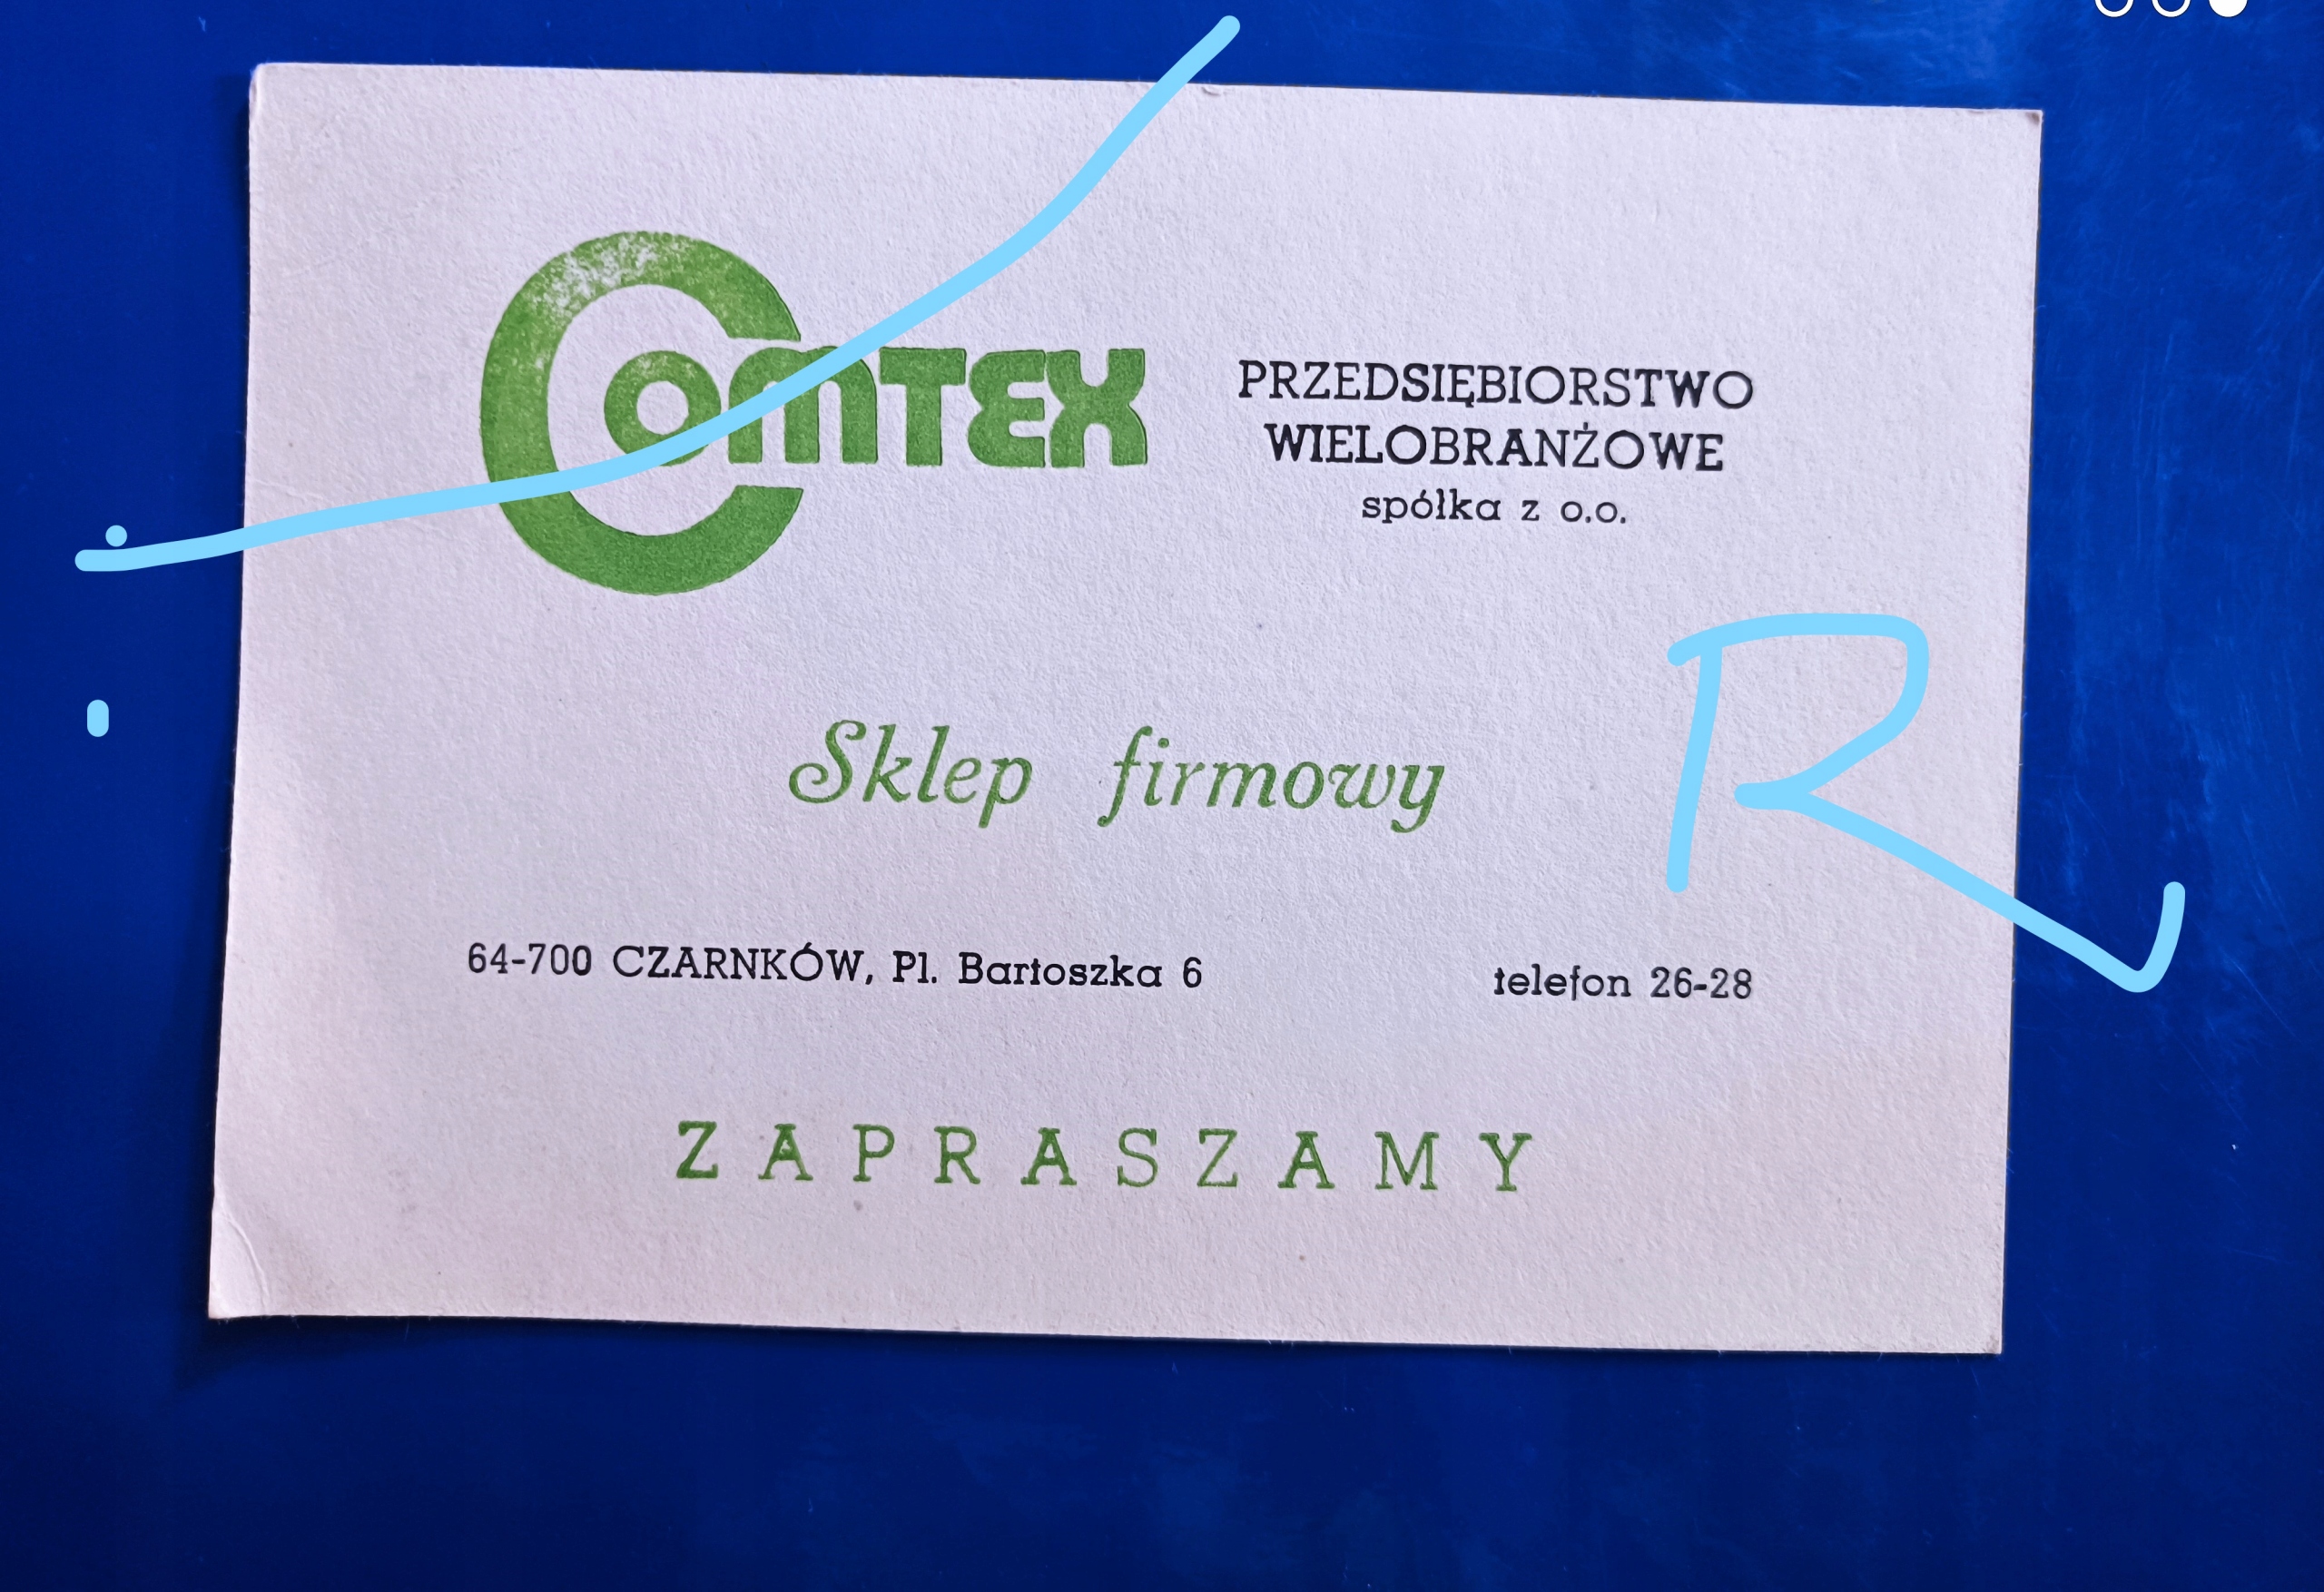 COMTEX
PRZEDSIĘBIORSTWO
WIELOBRANŻOWE
spółka z o.o.
R
Sklep firmowy
64-700 CZARNKÓW, Pl. Bartoszka 6 telefon 26-28
ZAPRASZAMY